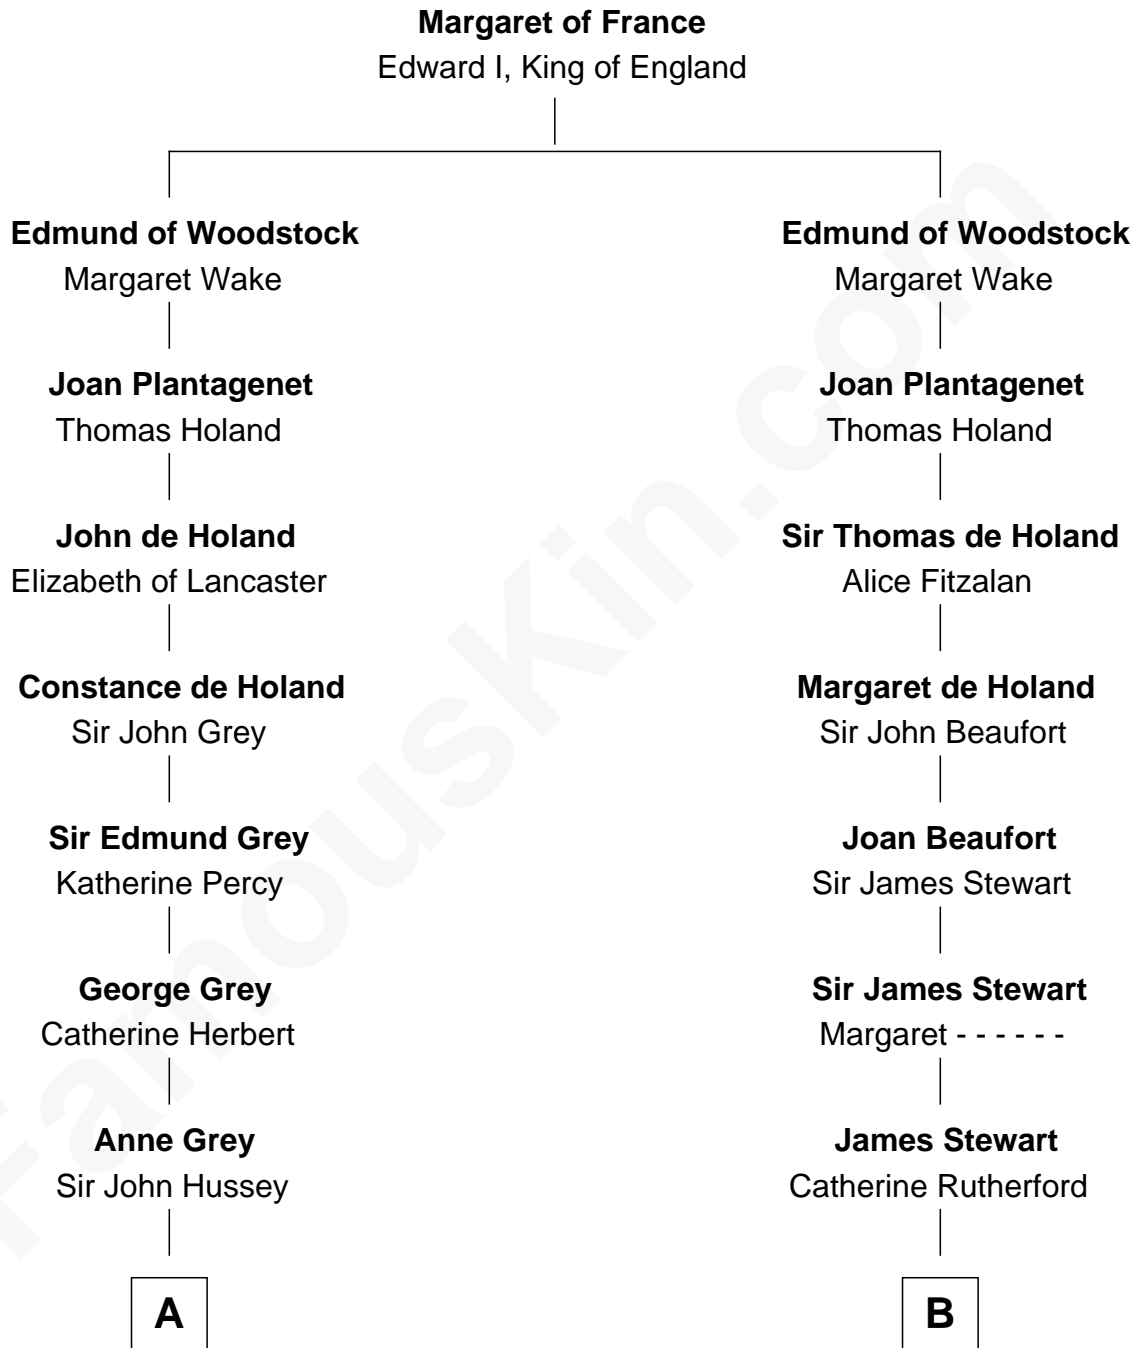 Margaret of France
Edward I, King of England
Edmund of Woodstock
Margaret Wake
Edmund of Woodstock
Margaret Wake
Joan Plantagenet
Thomas Holand
Joan Plantagenet
Thomas Holand
John de Holand
Elizabeth of Lancaster
Sir Thomas de Holand
Alice Fitzalan
Constance de Holand
Sir John Grey
Margaret de Holand
Sir John Beaufort
Sir Edmund Grey
Katherine Percy
Joan Beaufort
Sir James Stewart
George Grey
Catherine Herbert
Sir James Stewart
Margaret - - - - - -
Anne Grey
Sir John Hussey
James Stewart
Catherine Rutherford
A
B
FamousKin.com